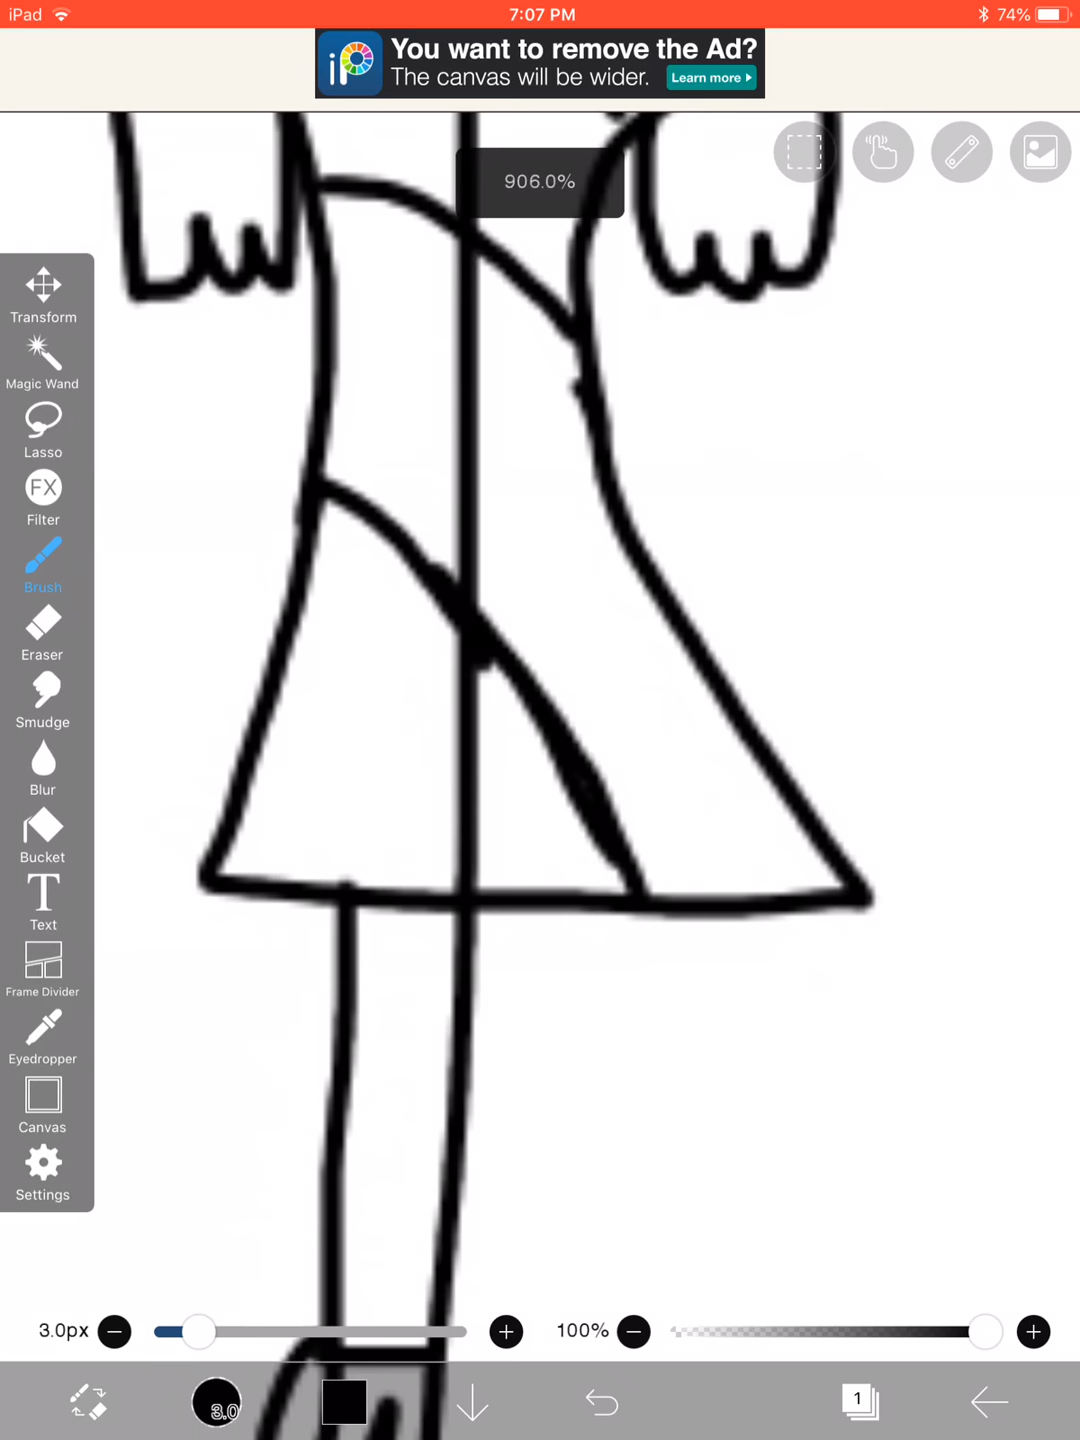 iPad
7:07 PM
74%
iP
You want to remove the Ad?
The canvas will be wider.
Learn more
906.0%
Transform
Magic Wand
Lasso
FX
Filter
Brush
Eraser
Smudge
Blur
Bucket
T
Text
Frame Divider
Eyedropper
Canvas
Settings
3.0px
100%
3.0
1